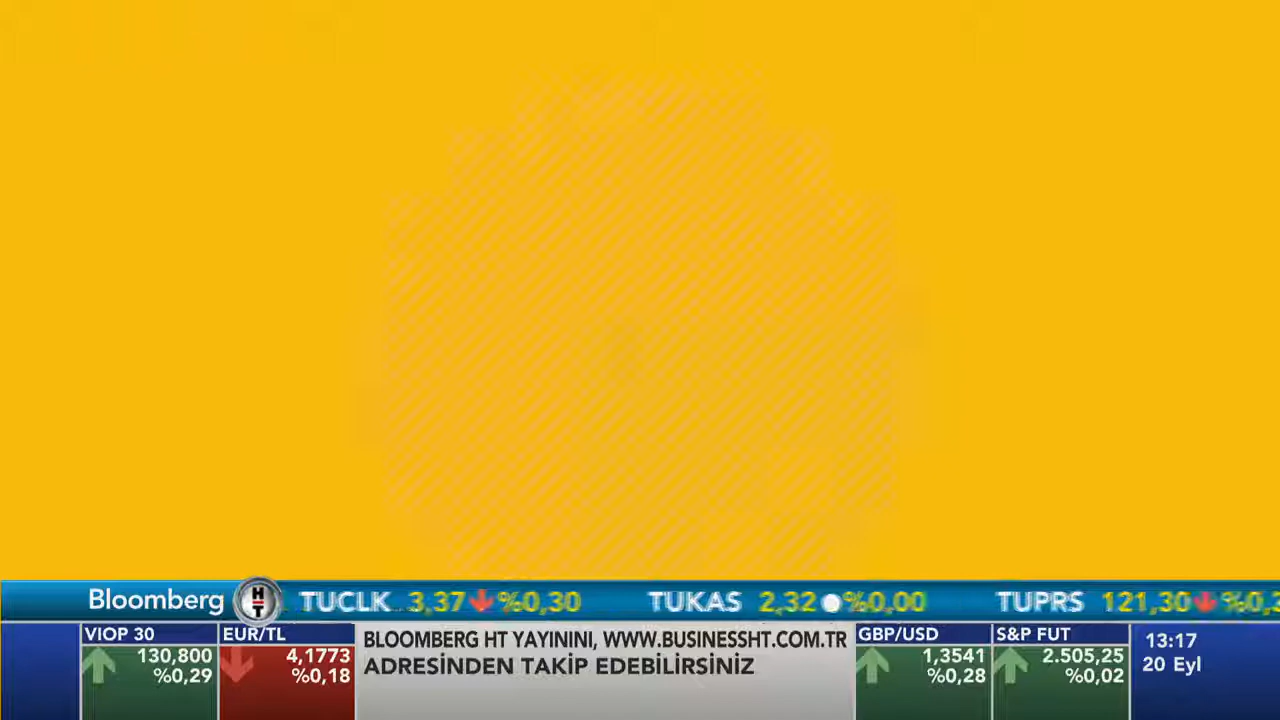 Bloomberg HT TUCLK 3,37 %0,30 TUKAS 2,32 %0,00 TUPRS 121,30
VIOP 30
130,800
%0,29
EUR/TL
4,1773
%0,18
BLOOMBERG HT YAYININI, WWW.BUSINESSHT.COM.TR
ADRESİNDEN TAKİP EDEBİLİRSİNİZ
GBP/USD
1,3541
%0,28
S&P FUT
2.505,25
%0,02
13:17
20 Eyl